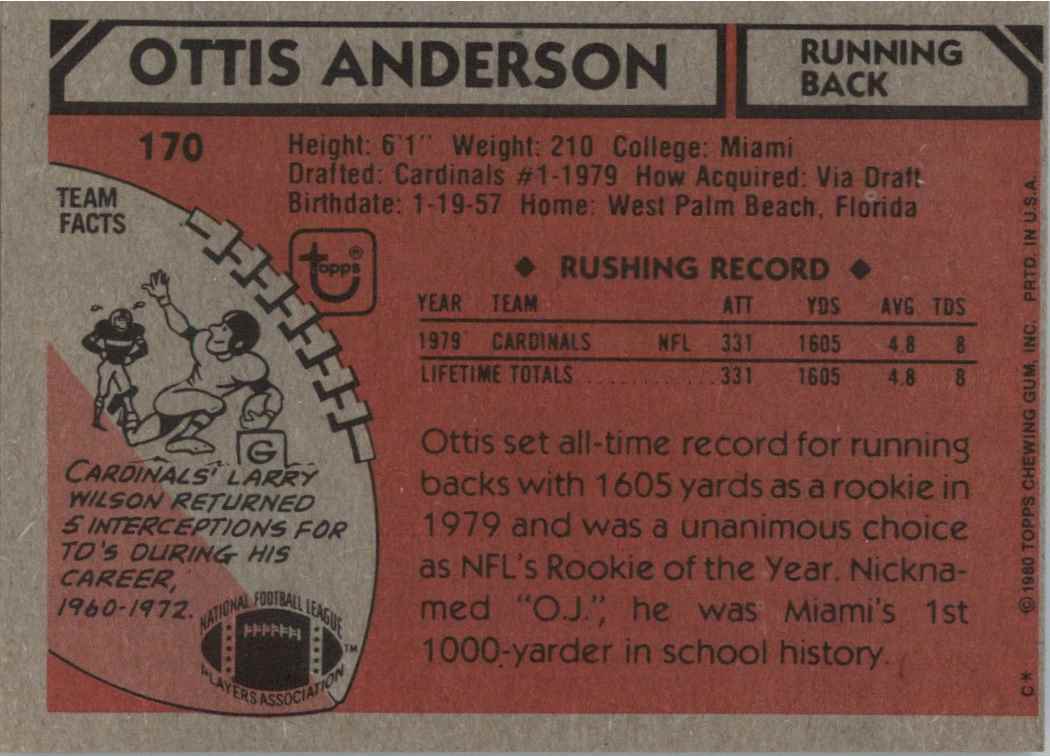 OTTIS ANDERSON
RUNNING
BACK
170
Height: 6'1" Weight: 210 College: Miami
Drafted: Cardinals #1-1979 How Acquired: Via Draft
Birthdate: 1-19-57 Home: West Palm Beach, Florida
TEAM
FACTS
topps®
◆ RUSHING RECORD ◆
YEAR TEAM ATT YDS AVG TDS
1979 CARDINALS NFL 331 1605 4.8 8
LIFETIME TOTALS ............ 331 1605 4.8 8
G
CARDINALS' LARRY
WILSON RETURNED
5 INTERCEPTIONS FOR
TD'S DURING HIS
CAREER,
1960-1972.
NATIONAL FOOTBALL LEAGUE
PLAYERS ASSOCIATION
TM
Ottis set all-time record for running
backs with 1605 yards as a rookie in
1979 and was a unanimous choice
as NFL's Rookie of the Year. Nickna-
med "O.J.", he was Miami's 1st
1000-yarder in school history.
C* © 1980 TOPPS CHEWING GUM, INC. PRTD. IN U.S.A.